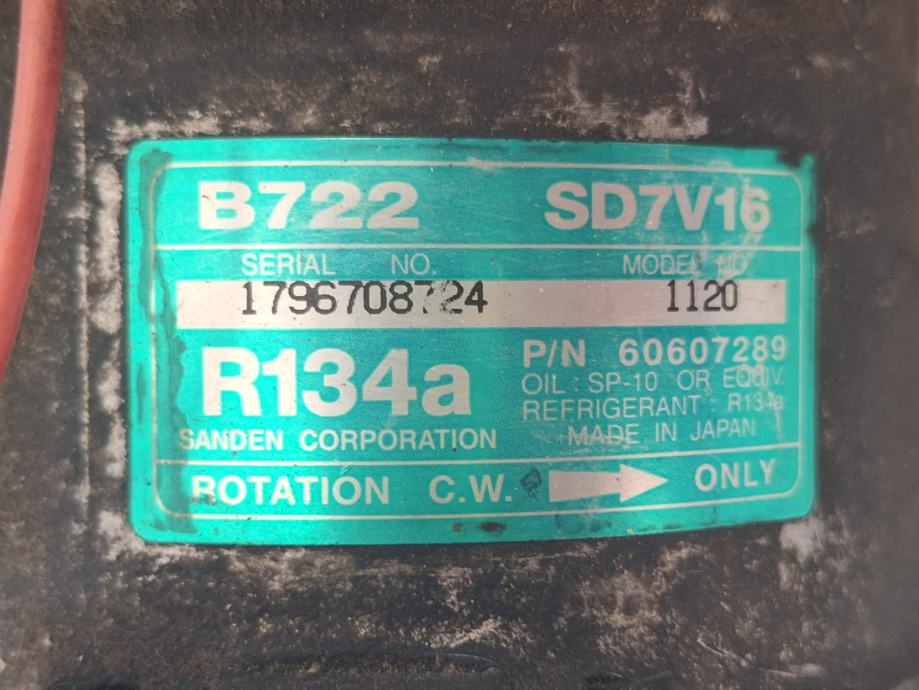 B722 SD7V16
SERIAL NO. MODEL NO
1120
R134a
P/N 60607289
OIL : SP-10 OR EQUIV.
REFRIGERANT : R134a
SANDEN CORPORATION
MADE IN JAPAN
ROTATION C.W. ONLY